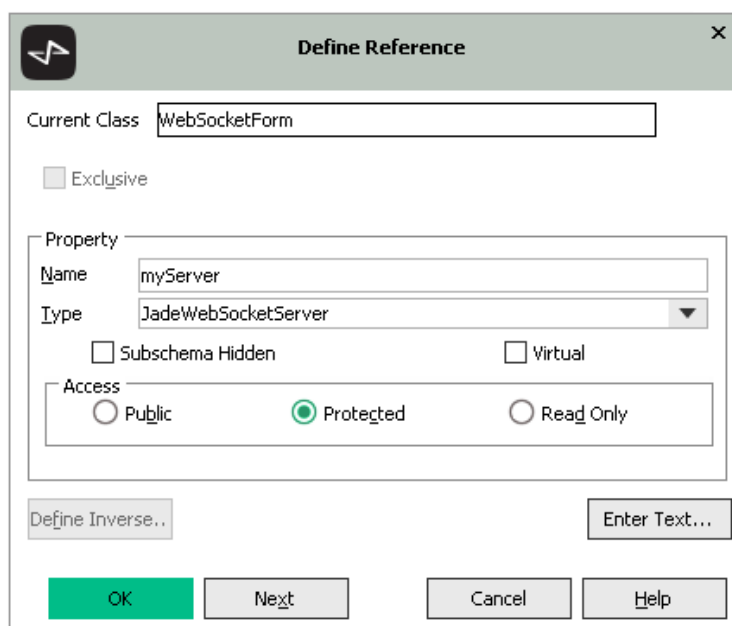 Define Reference
Current Class WebSocketForm
Exclusive
Property
Name myServer
Type JadeWebSocketServer
Subschema Hidden Virtual
Access
Public Protected Read Only
Define Inverse.. Enter Text...
OK Next Cancel Help